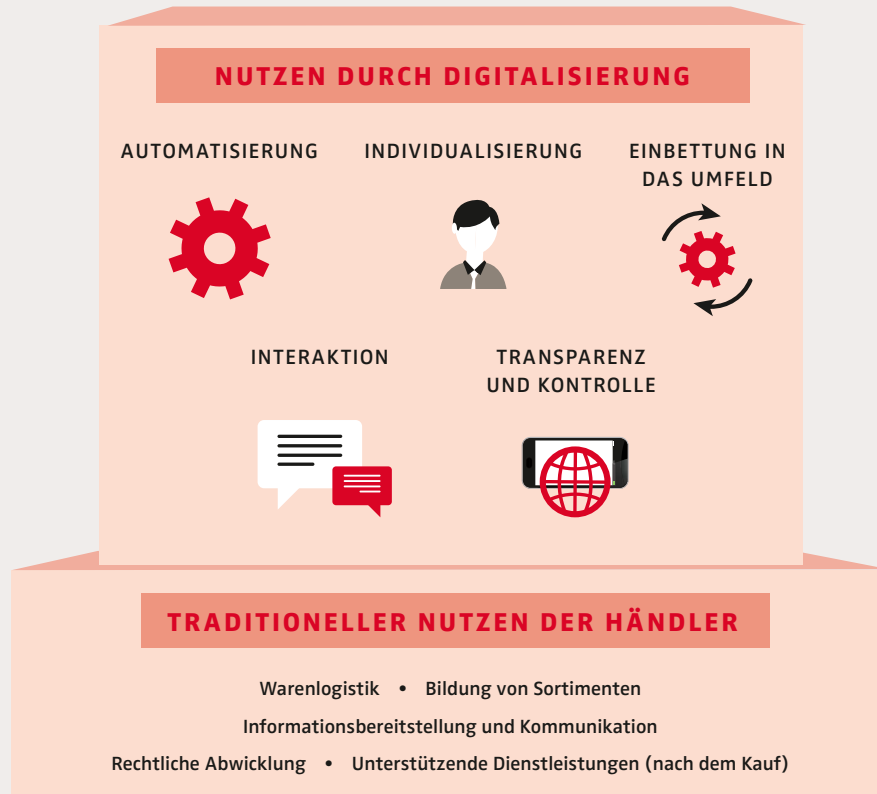 NUTZEN DURCH DIGITALISIERUNG
AUTOMATISIERUNG
INDIVIDUALISIERUNG
EINBETTUNG IN
DAS UMFELD
INTERAKTION
TRANSPARENZ
UND KONTROLLE
TRADITIONELLER NUTZEN DER HÄNDLER
Warenlogistik • Bildung von Sortimenten
Informationsbereitstellung und Kommunikation
Rechtliche Abwicklung • Unterstützende Dienstleistungen (nach dem Kauf)